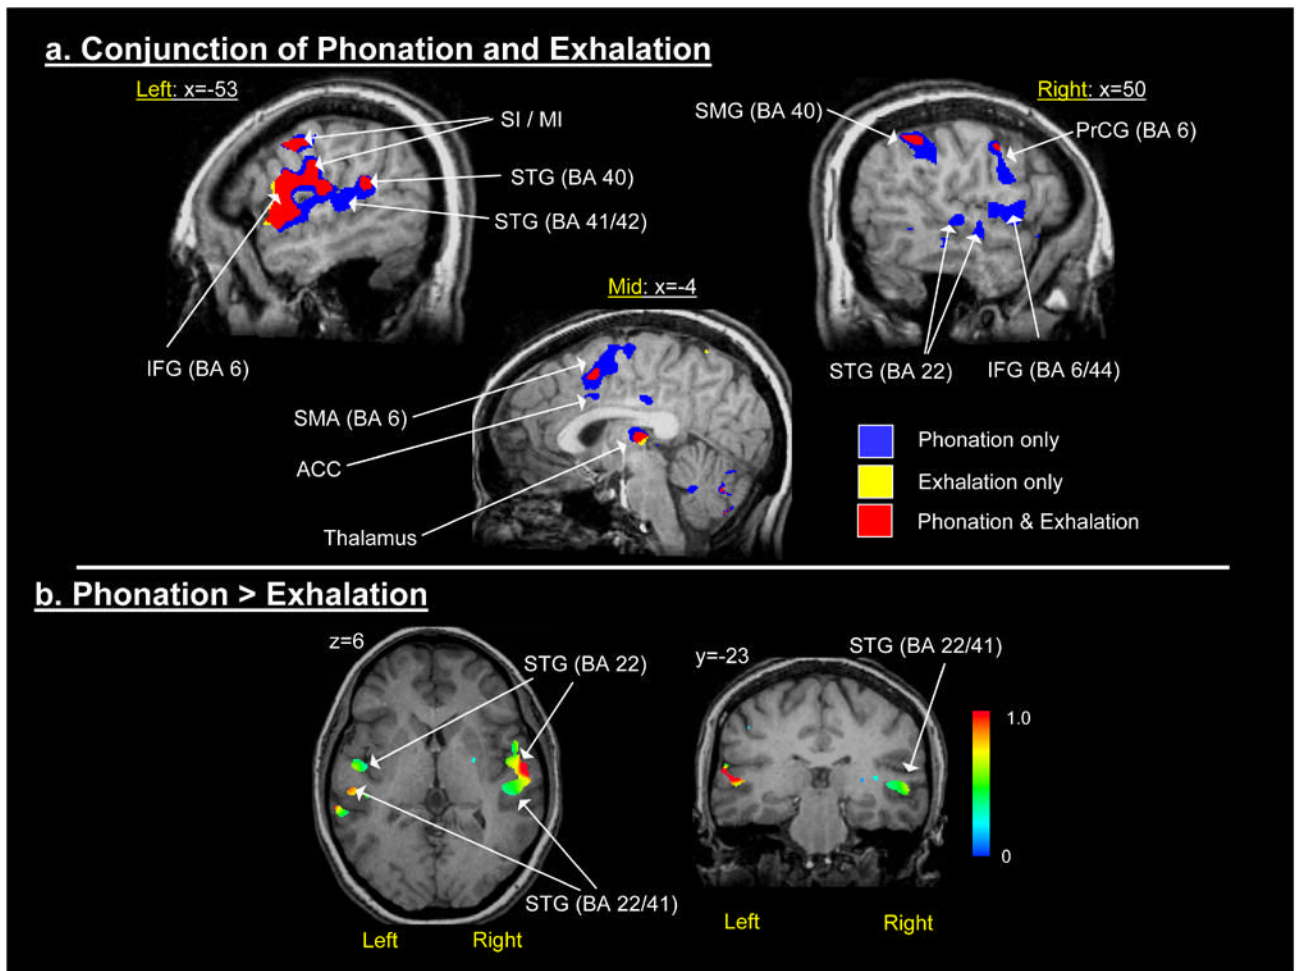 a. Conjunction of Phonation and Exhalation
Left: x=-53
Right: x=50
SI / MI
SMG (BA 40)
PrCG (BA 6)
STG (BA 40)
STG (BA 41/42)
Mid: x=-4
IFG (BA 6)
STG (BA 22)
IFG (BA 6/44)
SMA (BA 6)
ACC
Thalamus
Phonation only
Exhalation only
Phonation & Exhalation
b. Phonation > Exhalation
z=6
STG (BA 22)
y=-23
STG (BA 22/41)
1.0
0
STG (BA 22/41)
Left
Right
Left
Right